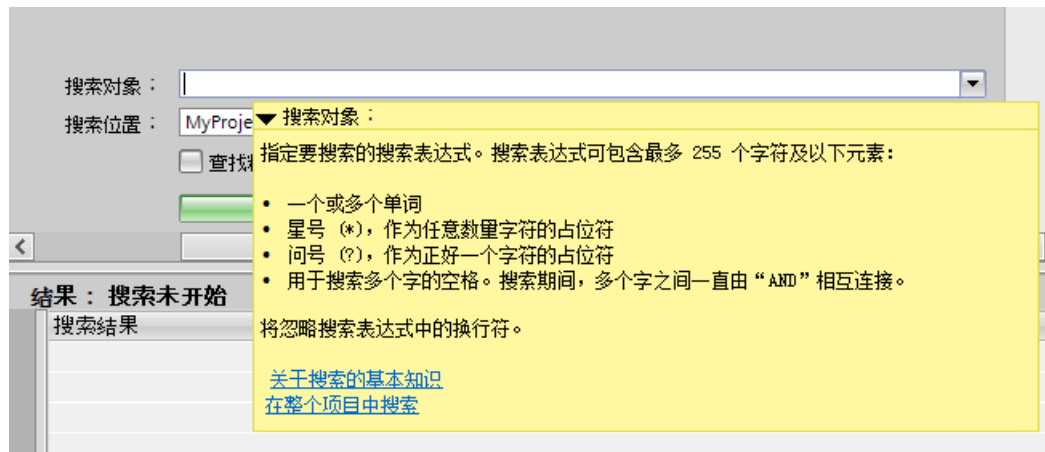 搜索对象：
搜索位置： MyProje
查找
▼搜索对象：
指定要搜索的搜索表达式。搜索表达式可包含最多 255 个字符及以下元素:
• 一个或多个单词
• 星号 (*)，作为任意数量字符的占位符
• 问号 (?)，作为正好一个字符的占位符
• 用于搜索多个字的空格。搜索期间，多个字之间一直由“AND”相互连接。
将忽略搜索表达式中的换行符。
关于搜索的基本知识
在整个项目中搜索
结果：搜索未开始
搜索结果